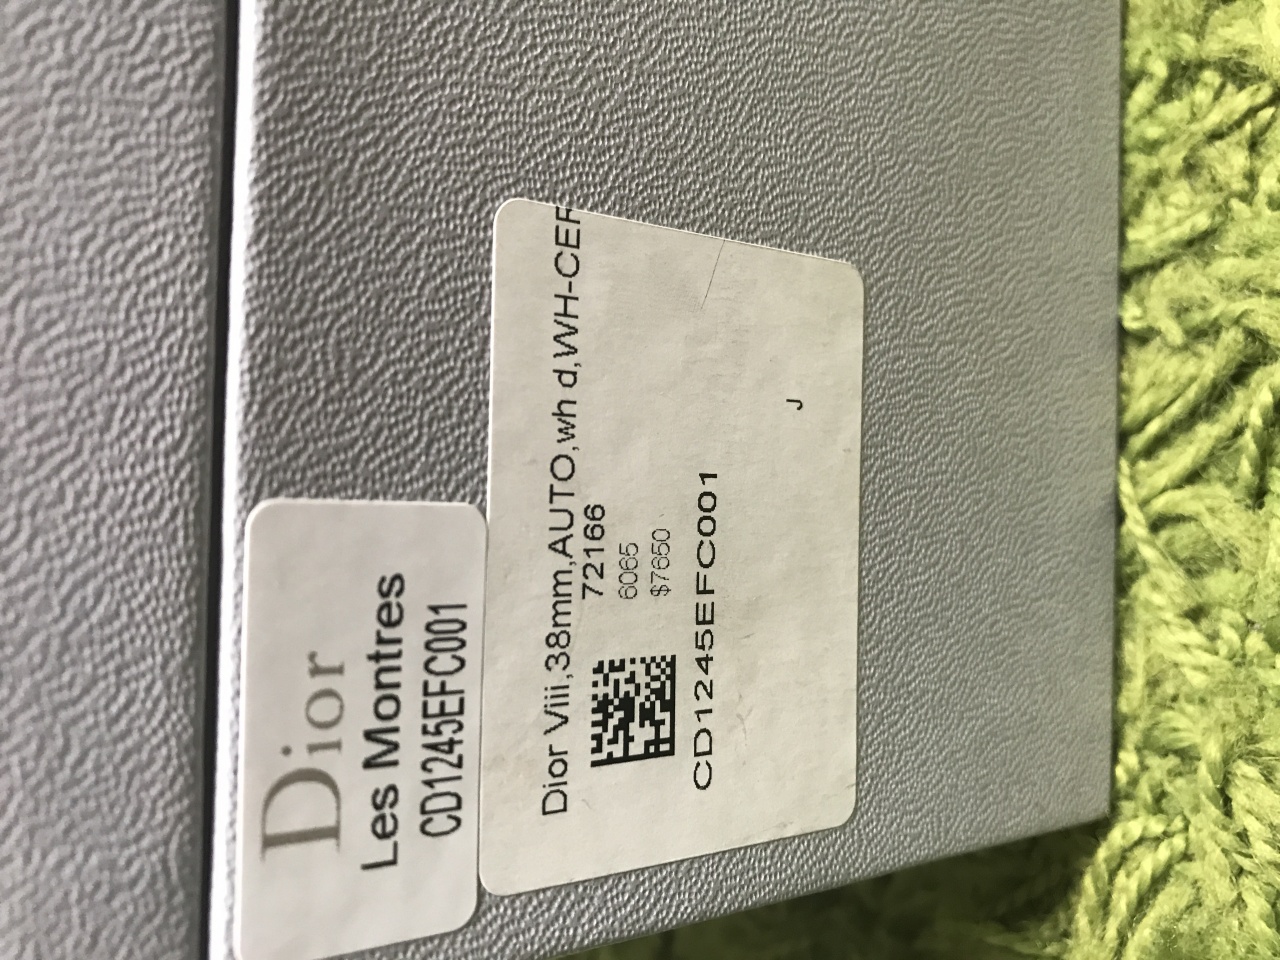 Dior
Les Montres
CD1245EFC001
Dior Viii,38mm,AUTO,wh d,WH-CER
72166
6065
$7650
CD1245EFC001
J